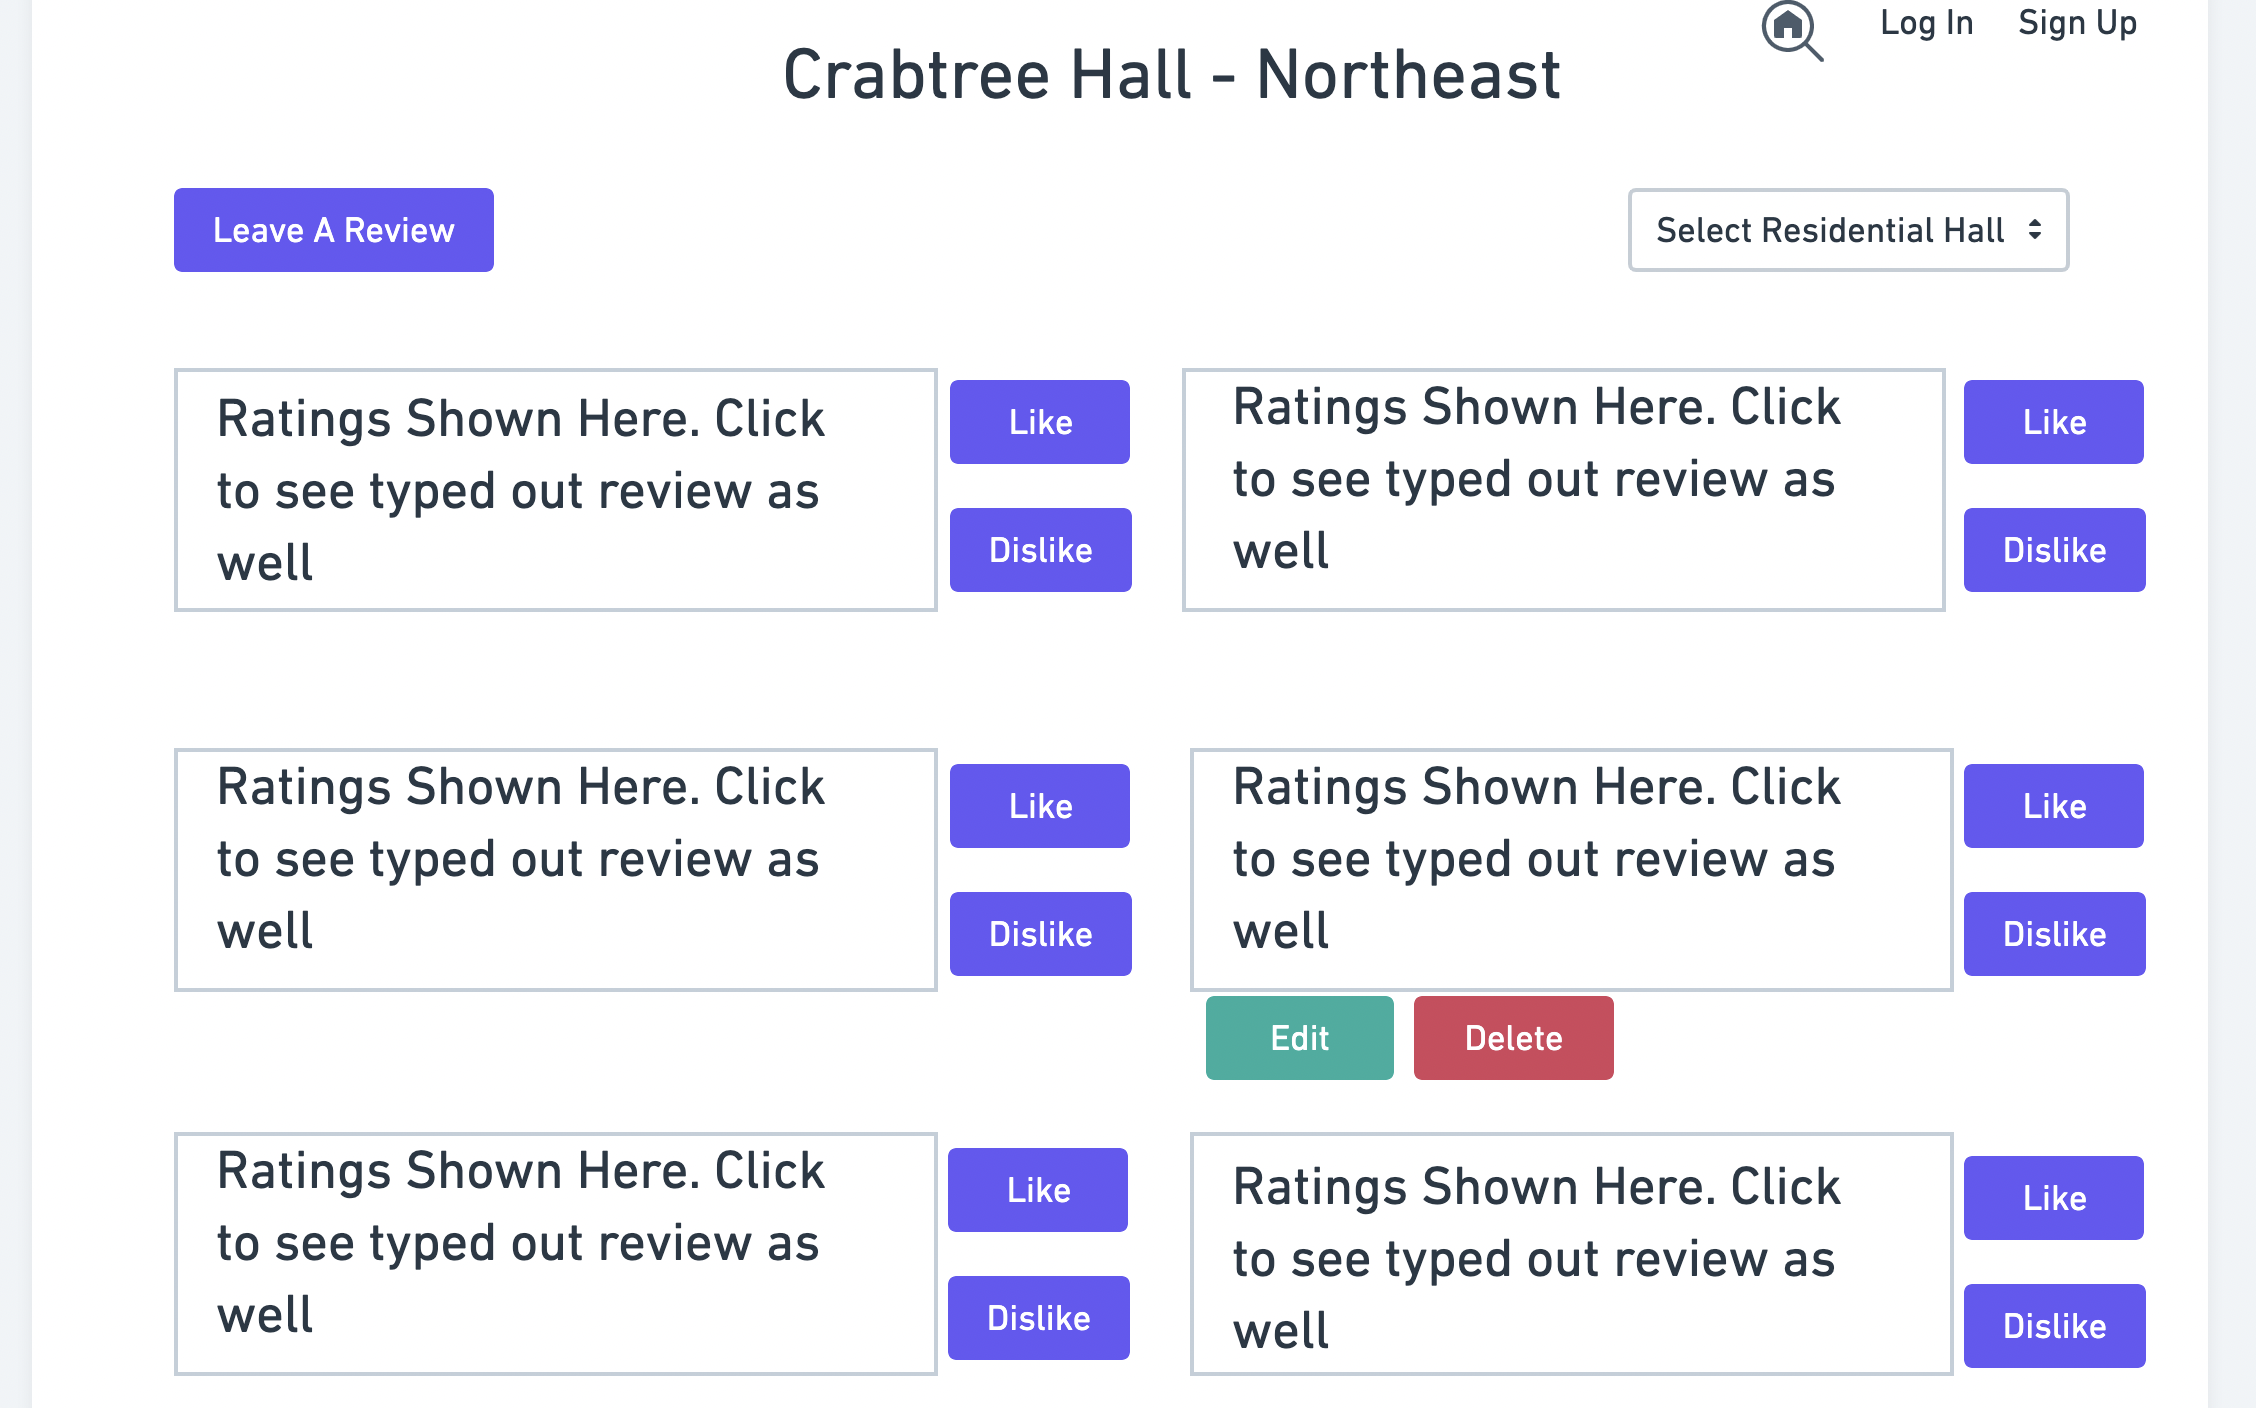 Log In Sign Up
Crabtree Hall - Northeast
Leave A Review
Select Residential Hall
Ratings Shown Here. Click
to see typed out review as
well
Like
Dislike
Ratings Shown Here. Click
to see typed out review as
well
Like
Dislike
Ratings Shown Here. Click
to see typed out review as
well
Like
Dislike
Ratings Shown Here. Click
to see typed out review as
well
Like
Dislike
Edit
Delete
Ratings Shown Here. Click
to see typed out review as
well
Like
Dislike
Ratings Shown Here. Click
to see typed out review as
well
Like
Dislike